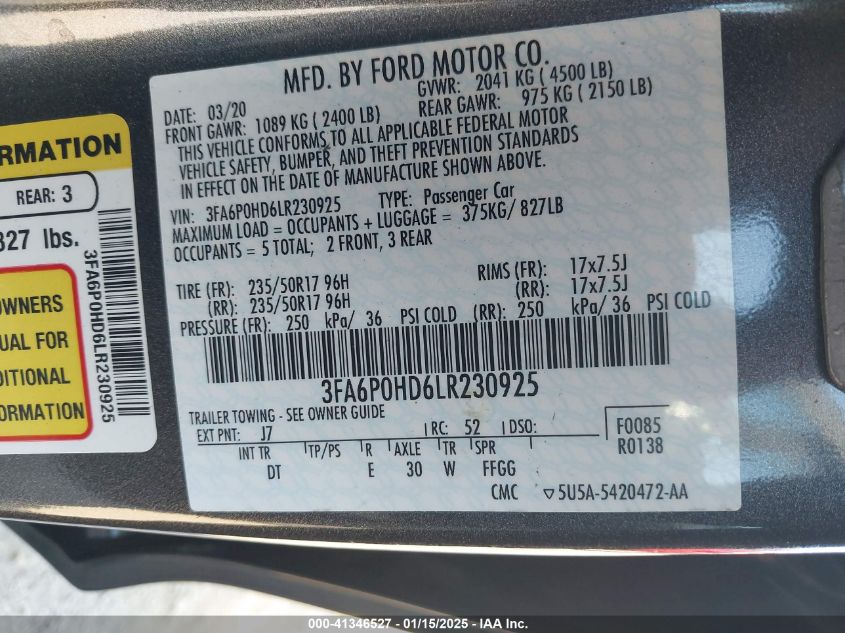 MFD. BY FORD MOTOR CO.
DATE: 03/20 GVWR: 2041 KG ( 4500 LB)
FRONT GAWR: 1089 KG ( 2400 LB) REAR GAWR: 975 KG ( 2150 LB)
THIS VEHICLE CONFORMS TO ALL APPLICABLE FEDERAL MOTOR
VEHICLE SAFETY, BUMPER, AND THEFT PREVENTION STANDARDS
IN EFFECT ON THE DATE OF MANUFACTURE SHOWN ABOVE.
VIN: 3FA6P0HD6LR230925 TYPE: Passenger Car
MAXIMUM LOAD = OCCUPANTS + LUGGAGE = 375KG/ 827LB
OCCUPANTS = 5 TOTAL; 2 FRONT, 3 REAR
TIRE (FR): 235/50R17 96H RIMS (FR): 17x7.5J
(RR): 235/50R17 96H (RR): 17x7.5J
PRESSURE (FR): 250 kPa/ 36 PSI COLD (RR): 250 kPa/ 36 PSI COLD
3FA6P0HD6LR230925
TRAILER TOWING - SEE OWNER GUIDE
EXT PNT: J7 RC: 52 DSO: F0085
INT TR TP/PS R AXLE TR SPR R0138
DT E 30 W FFGG
CMC ▽5U5A-5420472-AA
RMATION
REAR: 3
327 lbs.
OWNERS
UAL FOR
DITIONAL
FORMATION
3FA6P0HD6LR230925
000-41346527 - 01/15/2025 - IAA Inc.